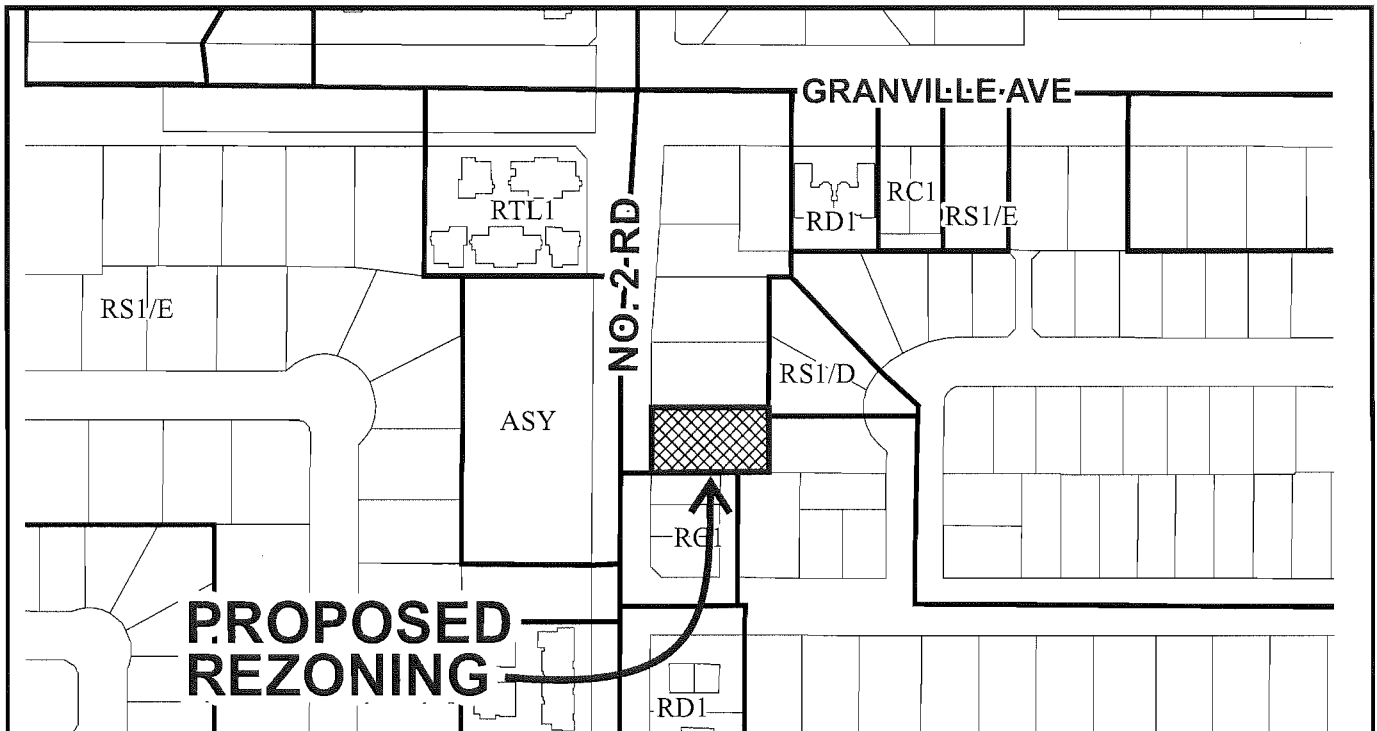 GRANVILLE AVE
RTL1
NO. 2 RD
RD1
RC1
RS1/E
RS1/E
RS1/D
ASY
RC1
PROPOSED
REZONING
RD1